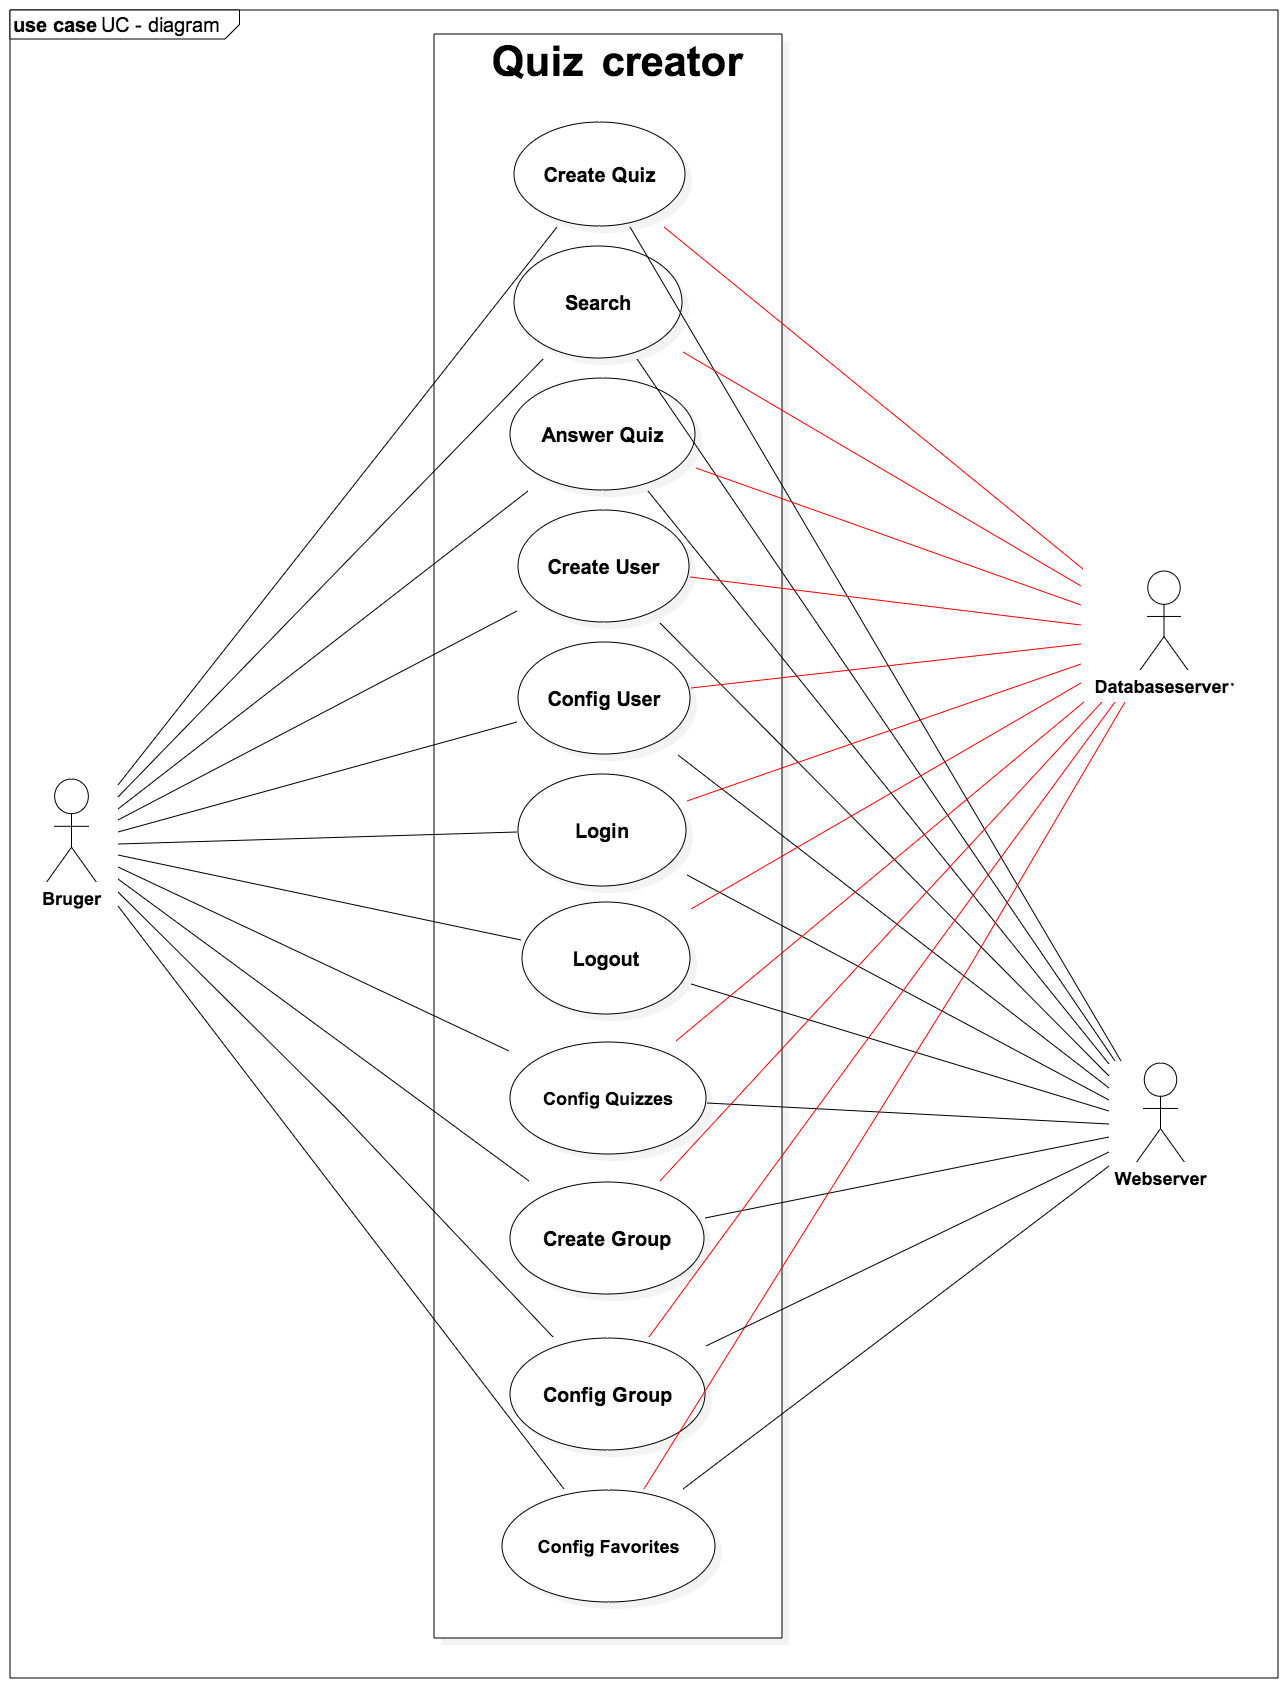 use case UC - diagram
Quiz creator
Create Quiz
Search
Answer Quiz
Create User
Config User
Login
Logout
Config Quizzes
Create Group
Config Group
Config Favorites
Bruger
Databaseserver
Webserver